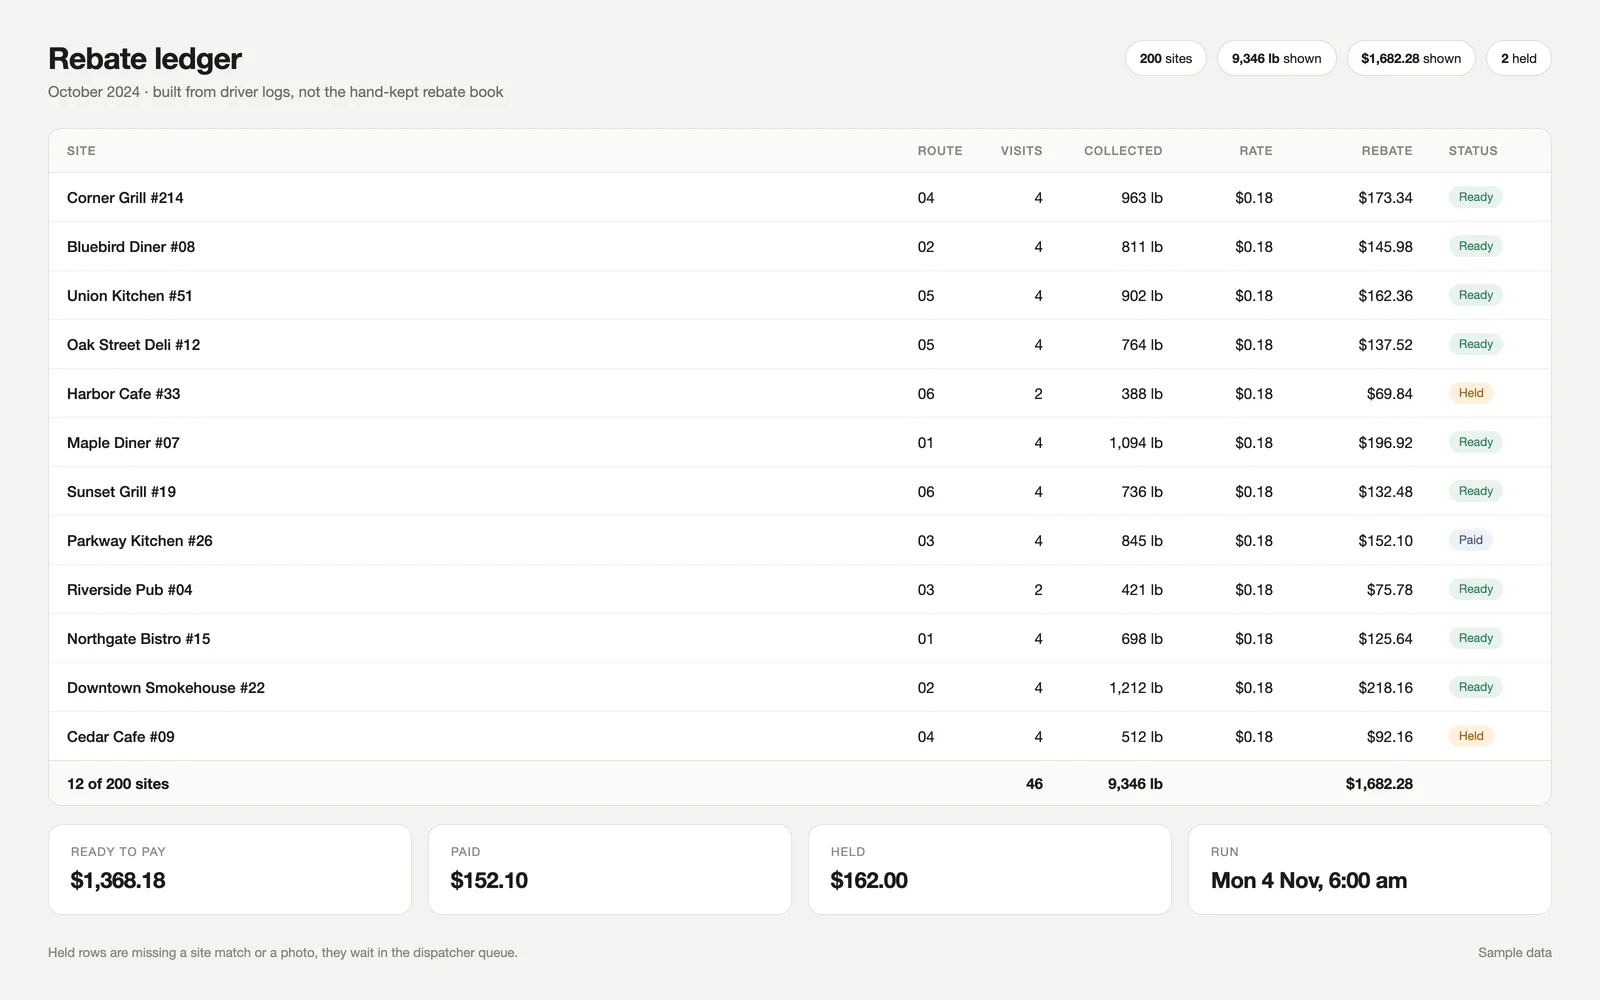 Rebate ledger
200 sites 9,346 lb shown $1,682.28 shown 2 held
October 2024 · built from driver logs, not the hand-kept rebate book
SITE ROUTE VISITS COLLECTED RATE REBATE STATUS
Corner Grill #214 04 4 963 lb $0.18 $173.34 Ready
Bluebird Diner #08 02 4 811 lb $0.18 $145.98 Ready
Union Kitchen #51 05 4 902 lb $0.18 $162.36 Ready
Oak Street Deli #12 05 4 764 lb $0.18 $137.52 Ready
Harbor Cafe #33 06 2 388 lb $0.18 $69.84 Held
Maple Diner #07 01 4 1,094 lb $0.18 $196.92 Ready
Sunset Grill #19 06 4 736 lb $0.18 $132.48 Ready
Parkway Kitchen #26 03 4 845 lb $0.18 $152.10 Paid
Riverside Pub #04 03 2 421 lb $0.18 $75.78 Ready
Northgate Bistro #15 01 4 698 lb $0.18 $125.64 Ready
Downtown Smokehouse #22 02 4 1,212 lb $0.18 $218.16 Ready
Cedar Cafe #09 04 4 512 lb $0.18 $92.16 Held
12 of 200 sites 46 9,346 lb $1,682.28
READY TO PAY PAID HELD RUN
$1,368.18 $152.10 $162.00 Mon 4 Nov, 6:00 am
Held rows are missing a site match or a photo, they wait in the dispatcher queue. Sample data